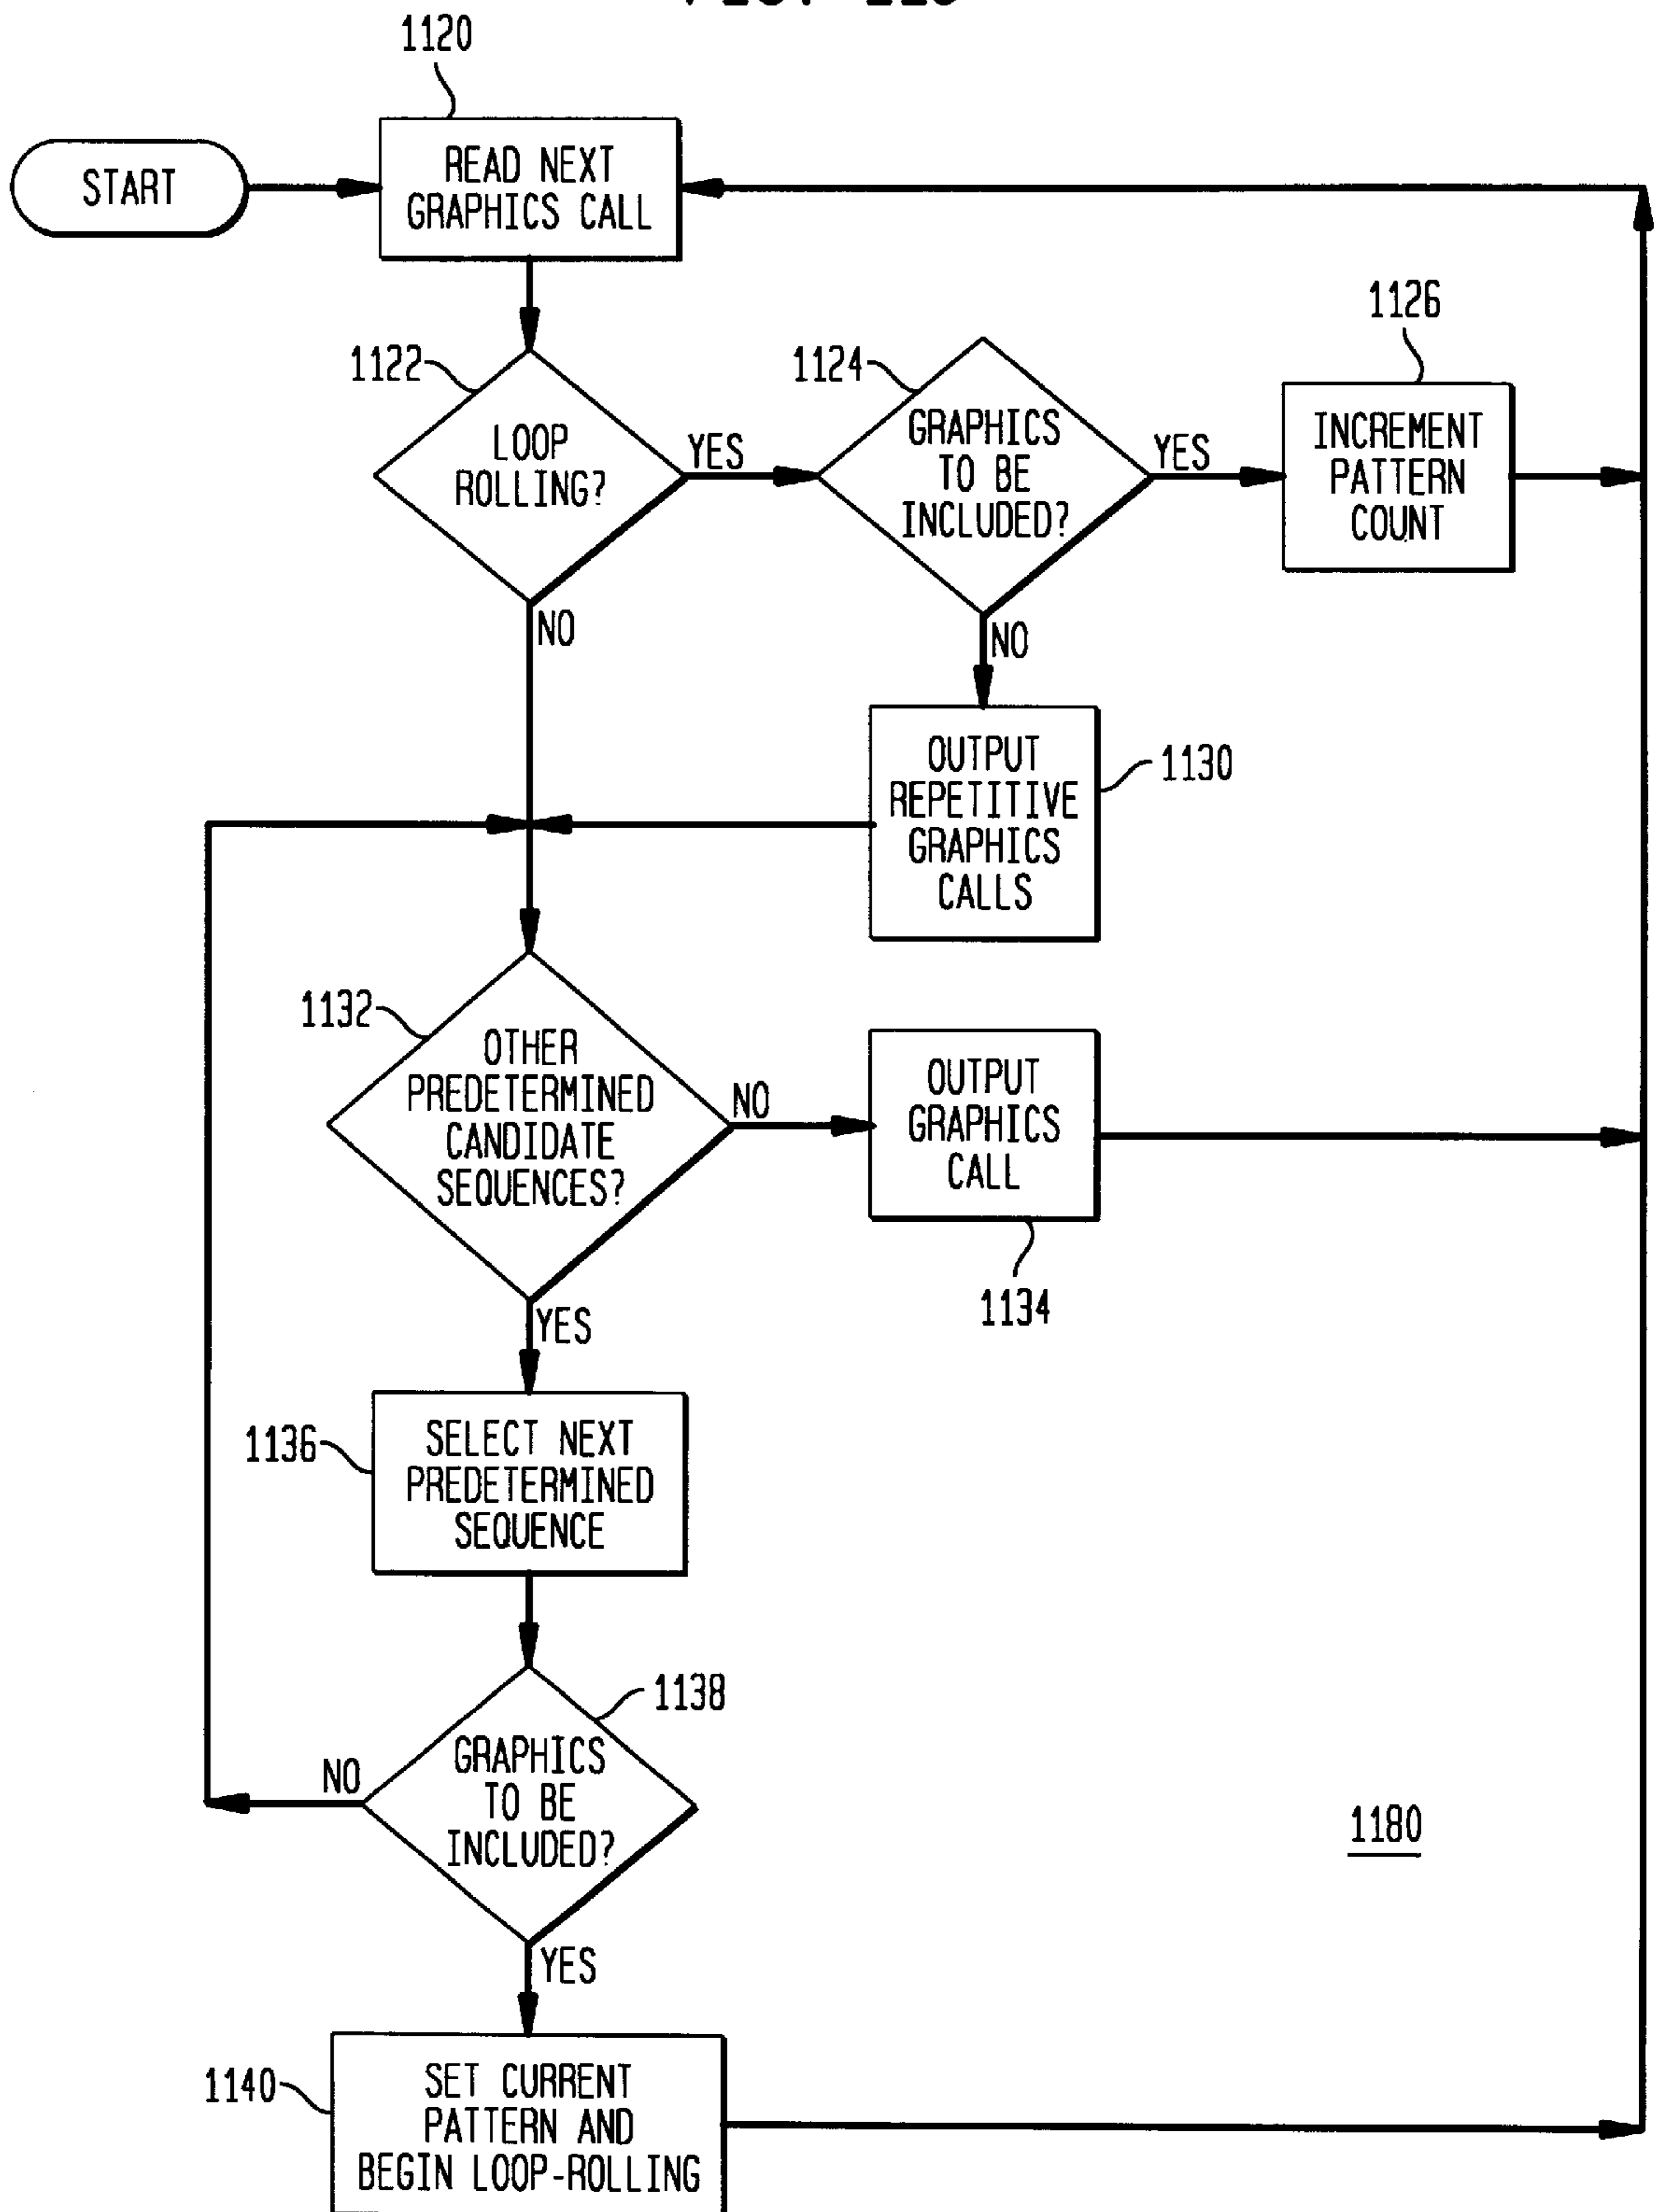 1120
START
READ NEXT
GRAPHICS CALL
1126
1122
1124
LOOP
ROLLING?
YES
GRAPHICS
TO BE
INCLUDED?
YES
INCREMENT
PATTERN
COUNT
NO
NO
OUTPUT
REPETITIVE
GRAPHICS
CALLS
1130
1132
OTHER
PREDETERMINED
CANDIDATE
SEQUENCES?
NO
OUTPUT
GRAPHICS
CALL
1134
YES
1136
SELECT NEXT
PREDETERMINED
SEQUENCE
1138
GRAPHICS
TO BE
INCLUDED?
NO
1180
YES
1140
SET CURRENT
PATTERN AND
BEGIN LOOP-ROLLING